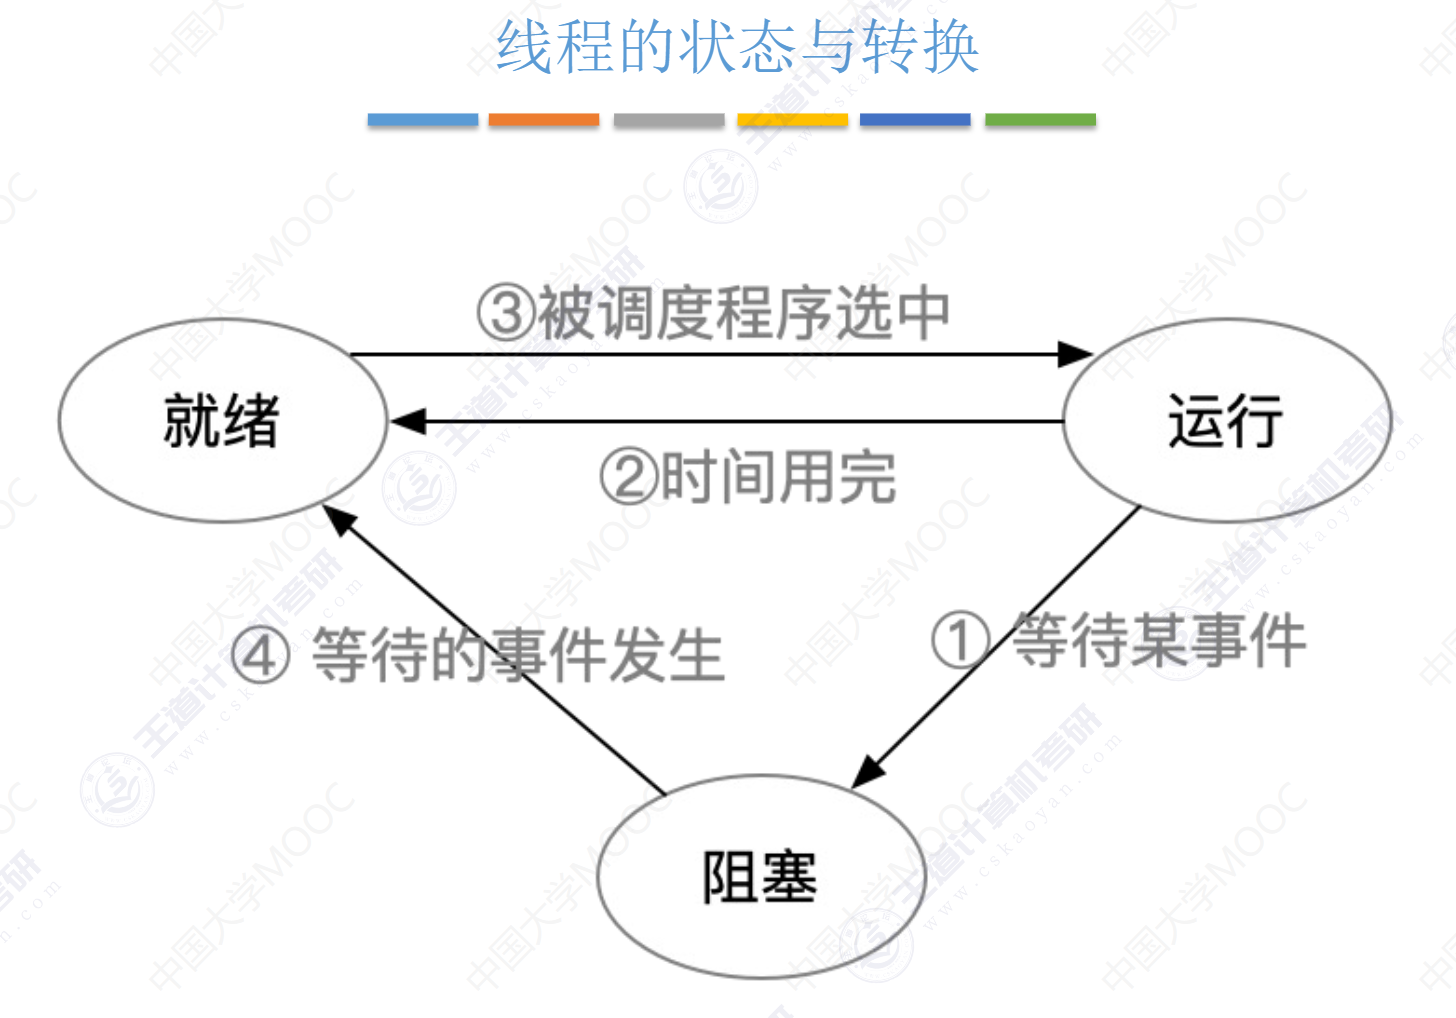 线程的状态与转换
③被调度程序选中
就绪
运行
②时间用完
④ 等待的事件发生
① 等待某事件
阻塞
中国大学MOOC
王道计算机考研
www.cskaoyan.com